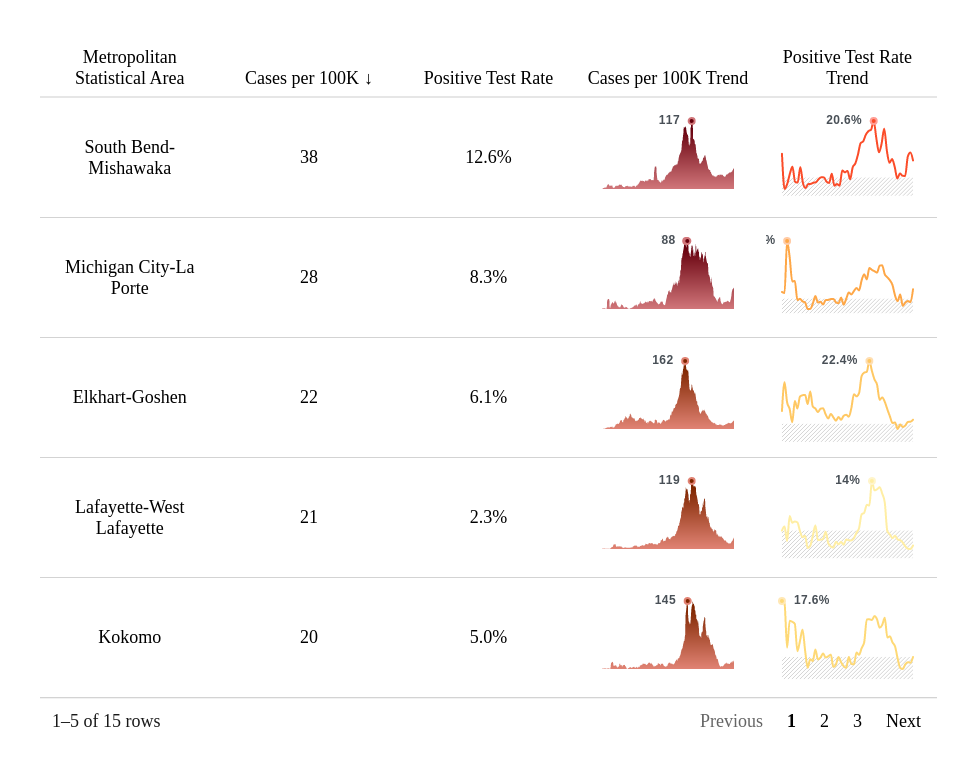 Metropolitan
Statistical Area
Cases per 100K ↓
Positive Test Rate
Cases per 100K Trend
Positive Test Rate
Trend
South Bend-
Mishawaka
38
12.6%
117
20.6%
Michigan City-La
Porte
28
8.3%
88
%
Elkhart-Goshen
22
6.1%
162
22.4%
Lafayette-West
Lafayette
21
2.3%
119
14%
Kokomo
20
5.0%
145
17.6%
1–5 of 15 rows
Previous 1 2 3 Next